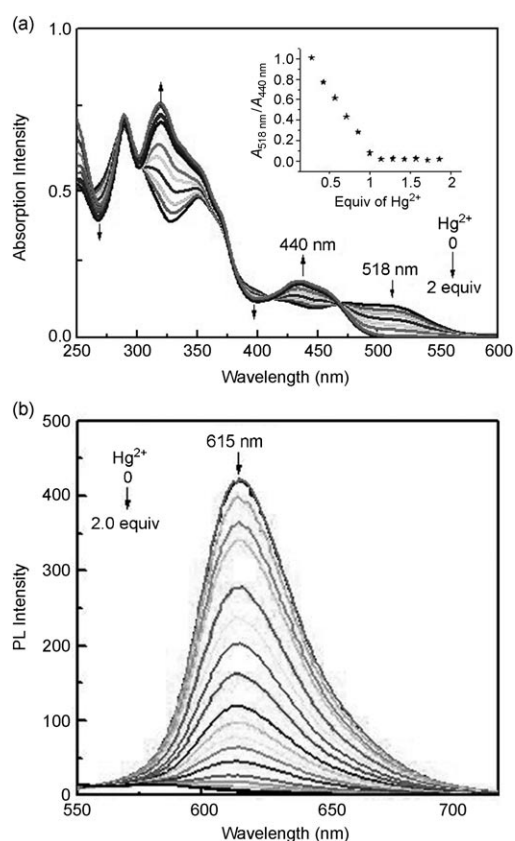 (a)
1.0
0.5
0.0
Absorption Intensity
250 300 350 400 450 500 550 600
Wavelength (nm)
1.0
0.8
0.6
0.4
0.2
0.0
A518 nm/A440 nm
0.5 1 1.5 2
Equiv of Hg2+
440 nm
518 nm
Hg2+
0
2 equiv
(b)
500
400
300
200
100
0
PL Intensity
Hg2+
0
2.0 equiv
615 nm
550 600 650 700
Wavelength (nm)